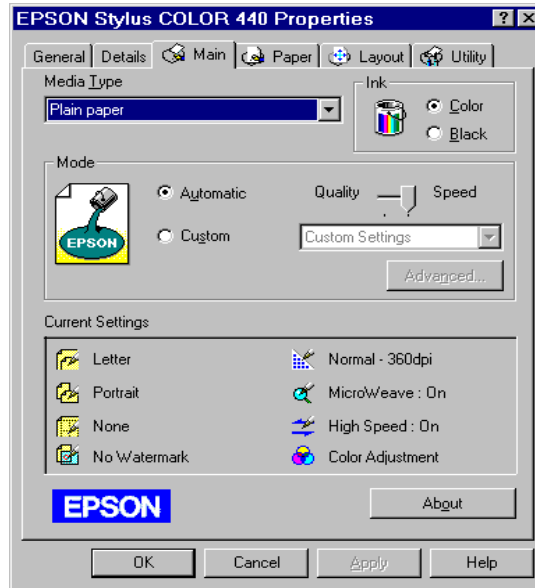 EPSON Stylus COLOR 440 Properties
General Details Main Paper Layout Utility
Media Type
Plain paper
Ink
Color
Black
Mode
EPSON
Automatic
Custom
Quality Speed
Custom Settings
Advanced...
Current Settings
Letter
Portrait
None
No Watermark
Normal - 360dpi
MicroWeave : On
High Speed : On
Color Adjustment
EPSON
About
OK Cancel Apply Help